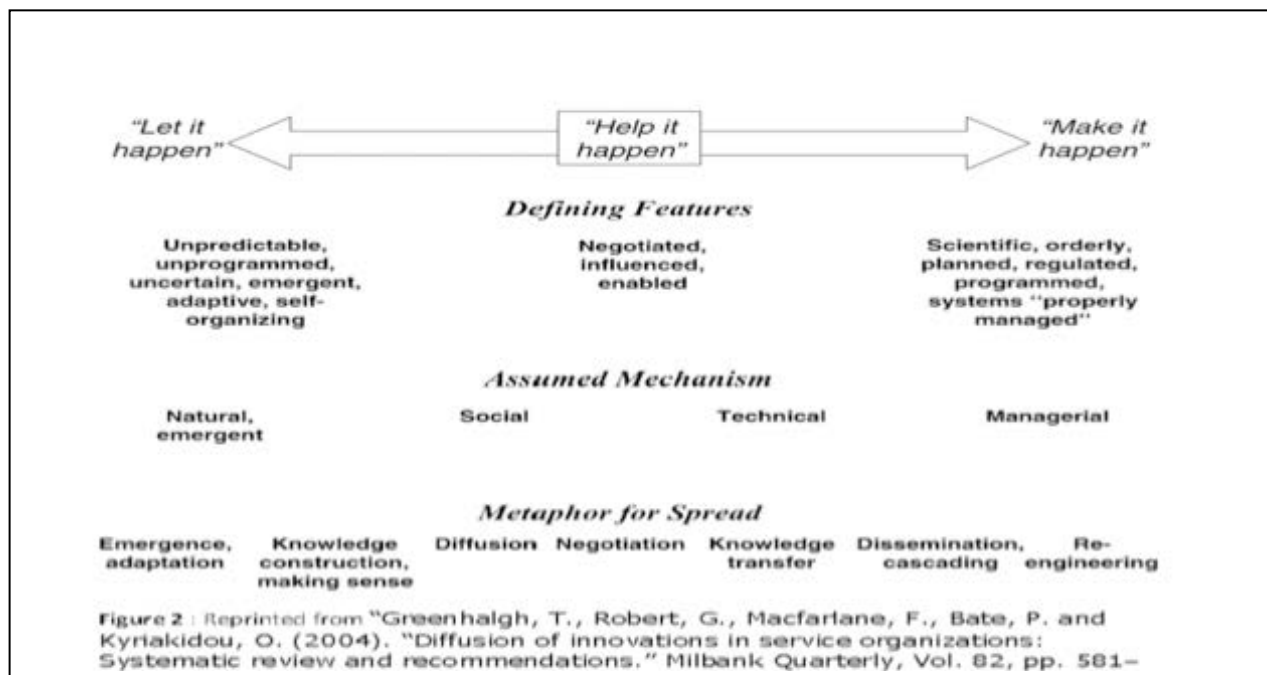 “Let it happen”
“Help it happen”
“Make it happen”
Defining Features
Unpredictable, unprogrammed, uncertain, emergent, adaptive, self-organizing
Negotiated, influenced, enabled
Scientific, orderly, planned, regulated, programmed, systems “properly managed”
Assumed Mechanism
Natural, emergent
Social
Technical
Managerial
Metaphor for Spread
Emergence, adaptation
Knowledge construction, making sense
Diffusion
Negotiation
Knowledge transfer
Dissemination, cascading
Re-engineering
Figure 2 : Reprinted from “Greenhalgh, T., Robert, G., Macfarlane, F., Bate, P. and
Kyriakidou, O. (2004). “Diffusion of innovations in service organizations:
Systematic review and recommendations.” Milbank Quarterly, Vol. 82, pp. 581–